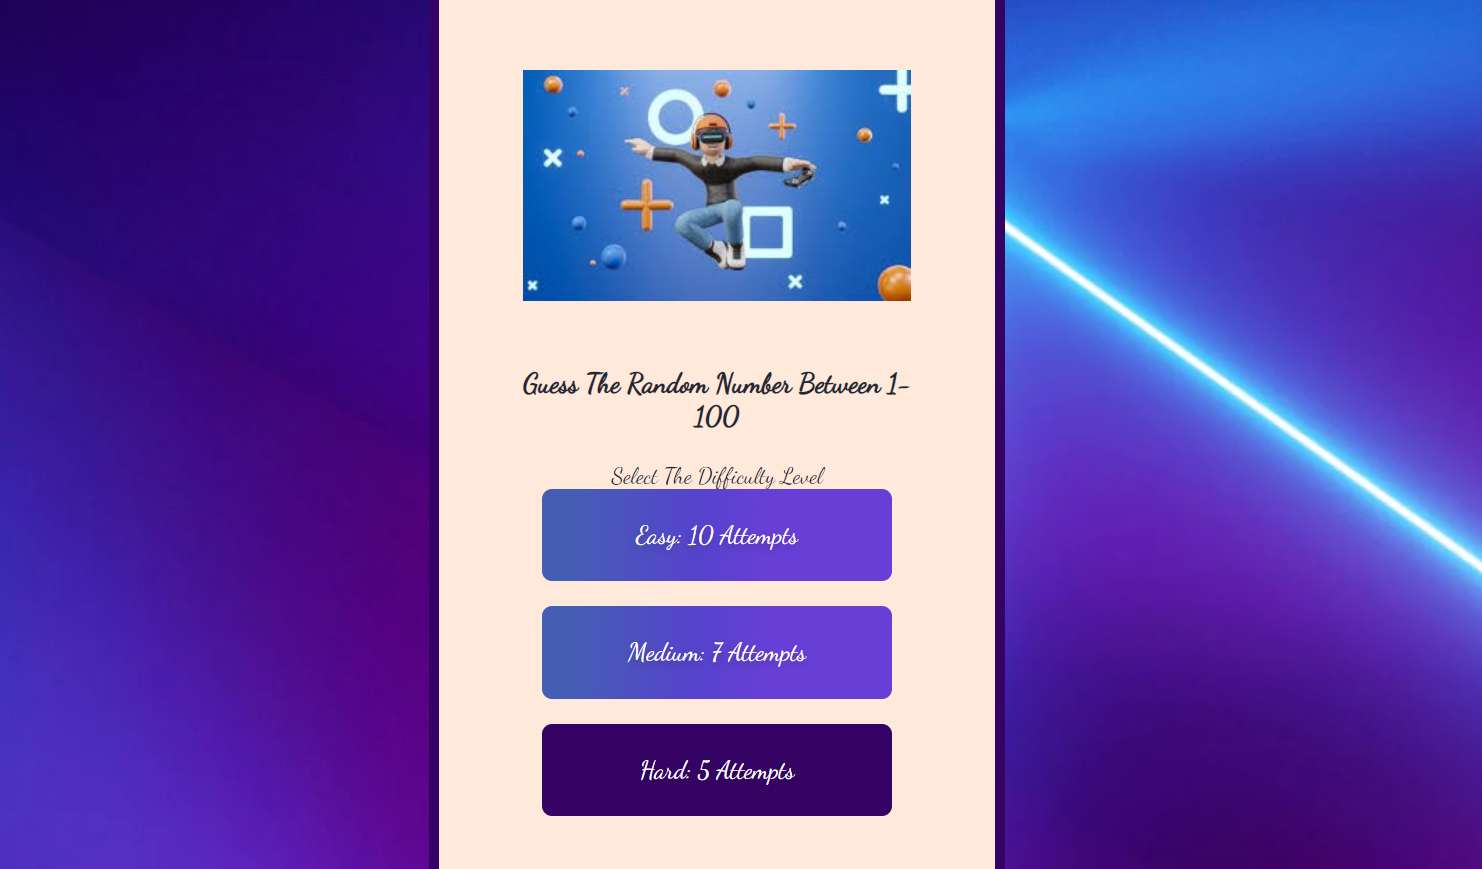 Guess The Random Number Between 1-
100
Select The Difficulty Level
Easy: 10 Attempts
Medium: 7 Attempts
Hard: 5 Attempts